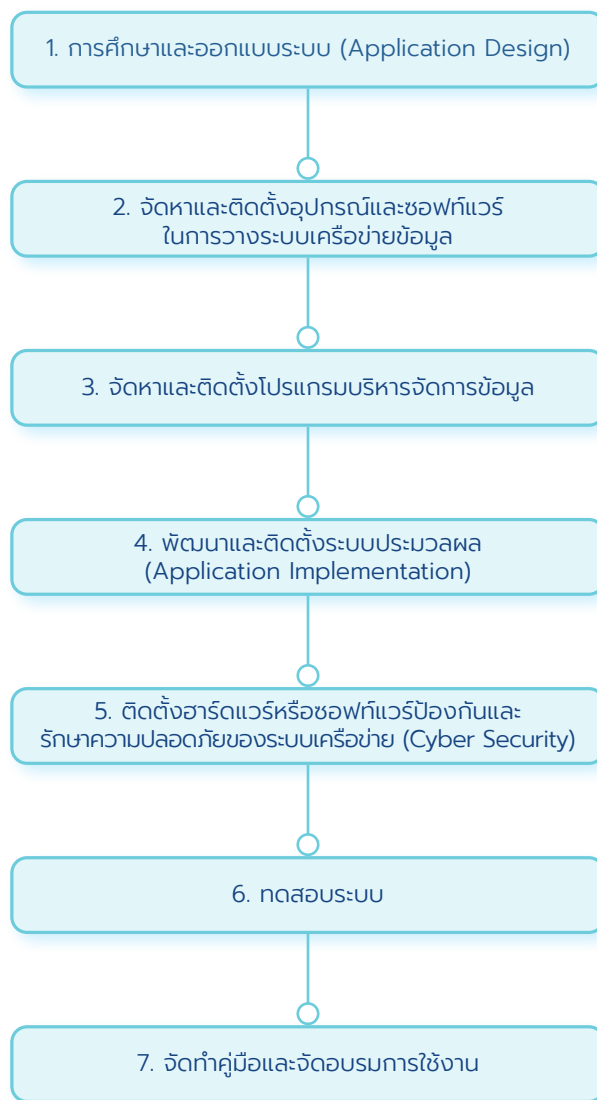 1. การศึกษาและออกแบบระบบ (Application Design)
2. จัดหาและติดตั้งอุปกรณ์และซอฟท์แวร์
ในการวางระบบเครือข่ายข้อมูล
3. จัดหาและติดตั้งโปรแกรมบริหารจัดการข้อมูล
4. พัฒนาและติดตั้งระบบประมวลผล
(Application Implementation)
5. ติดตั้งฮาร์ดแวร์หรือซอฟท์แวร์ป้องกันและ
รักษาความปลอดภัยของระบบเครือข่าย (Cyber Security)
6. ทดสอบระบบ
7. จัดทำคู่มือและจัดอบรมการใช้งาน